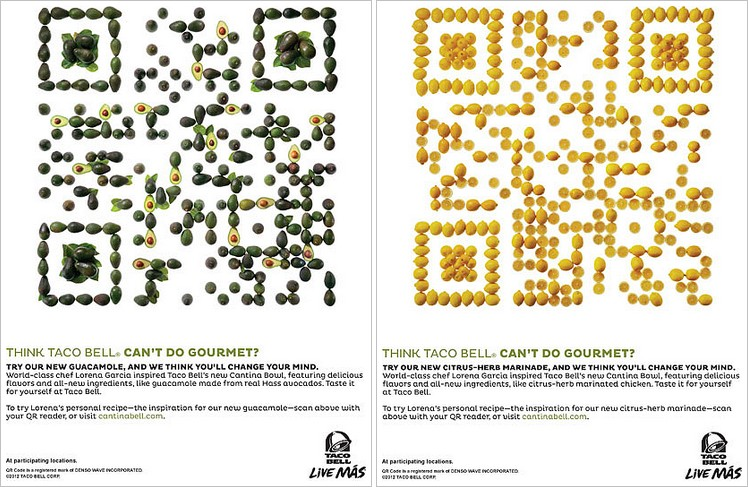 THINK TACO BELL® CAN'T DO GOURMET?
TRY OUR NEW GUACAMOLE, AND WE THINK YOU'LL CHANGE YOUR MIND.
World-class chef Lorena Garcia inspired Taco Bell's new Cantina Bowl, featuring delicious
flavors and all-new ingredients, like guacamole made from real Hass avocados. Taste it
for yourself at Taco Bell.
To try Lorena's personal recipe—the inspiration for our new guacamole—scan above with
your QR reader, or visit cantinabell.com.
At participating locations.
QR Code is a registered mark of DENSO WAVE INCORPORATED.
©2012 TACO BELL CORP.
TACO
BELL
LIVE MÁS
THINK TACO BELL® CAN'T DO GOURMET?
TRY OUR NEW CITRUS-HERB MARINADE, AND WE THINK YOU'LL CHANGE YOUR MIND.
World-class chef Lorena Garcia inspired Taco Bell's new Cantina Bowl, featuring delicious
flavors and all-new ingredients, like citrus-herb marinated chicken. Taste it for yourself
at Taco Bell.
To try Lorena's personal recipe—the inspiration for our new citrus-herb marinade—scan
above with your QR reader, or visit cantinabell.com.
At participating locations.
QR Code is a registered mark of DENSO WAVE INCORPORATED.
©2012 TACO BELL CORP.
TACO
BELL
LIVE MÁS